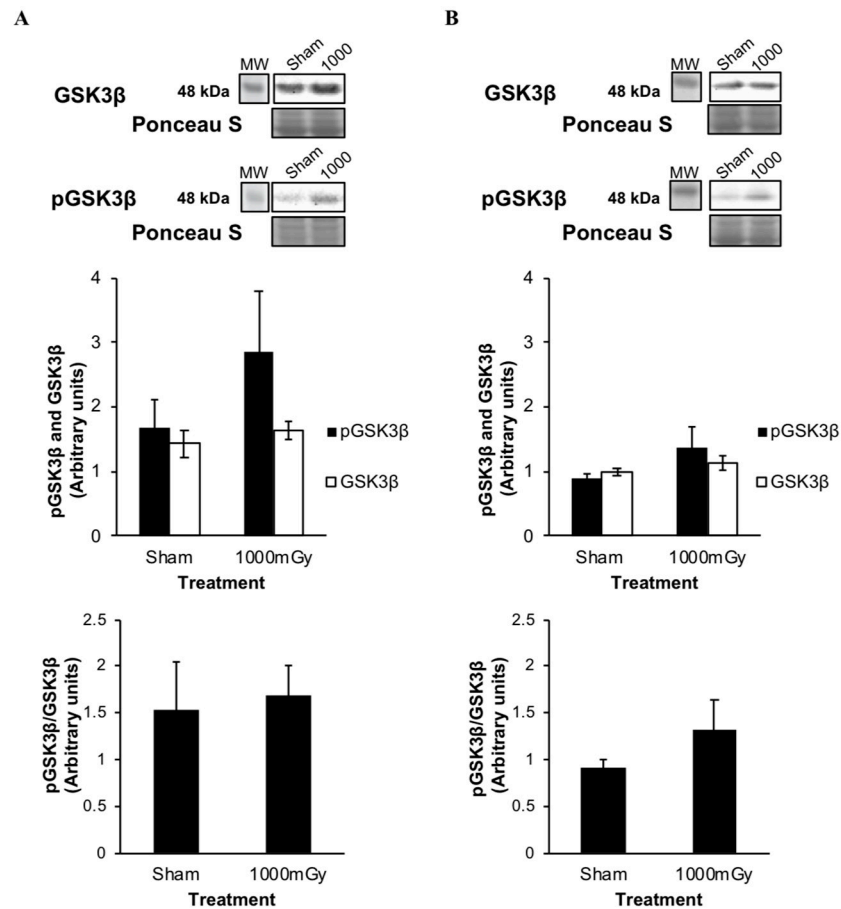 A
MW Sham 1000
GSK3β 48 kDa
Ponceau S
MW Sham 1000
pGSK3β 48 kDa
Ponceau S
4
3
2
1
0
pGSK3β and GSK3β
(Arbitrary units)
pGSK3β
GSK3β
Sham 1000mGy
Treatment
2.5
2
1.5
1
0.5
0
pGSK3β/GSK3β
(Arbitrary units)
Sham 1000mGy
Treatment
B
MW Sham 1000
GSK3β 48 kDa
Ponceau S
MW Sham 1000
pGSK3β 48 kDa
Ponceau S
4
3
2
1
0
pGSK3β and GSK3β
(Arbitrary units)
pGSK3β
GSK3β
Sham 1000mGy
Treatment
2.5
2
1.5
1
0.5
0
pGSK3β/GSK3β
(Arbitrary units)
Sham 1000mGy
Treatment